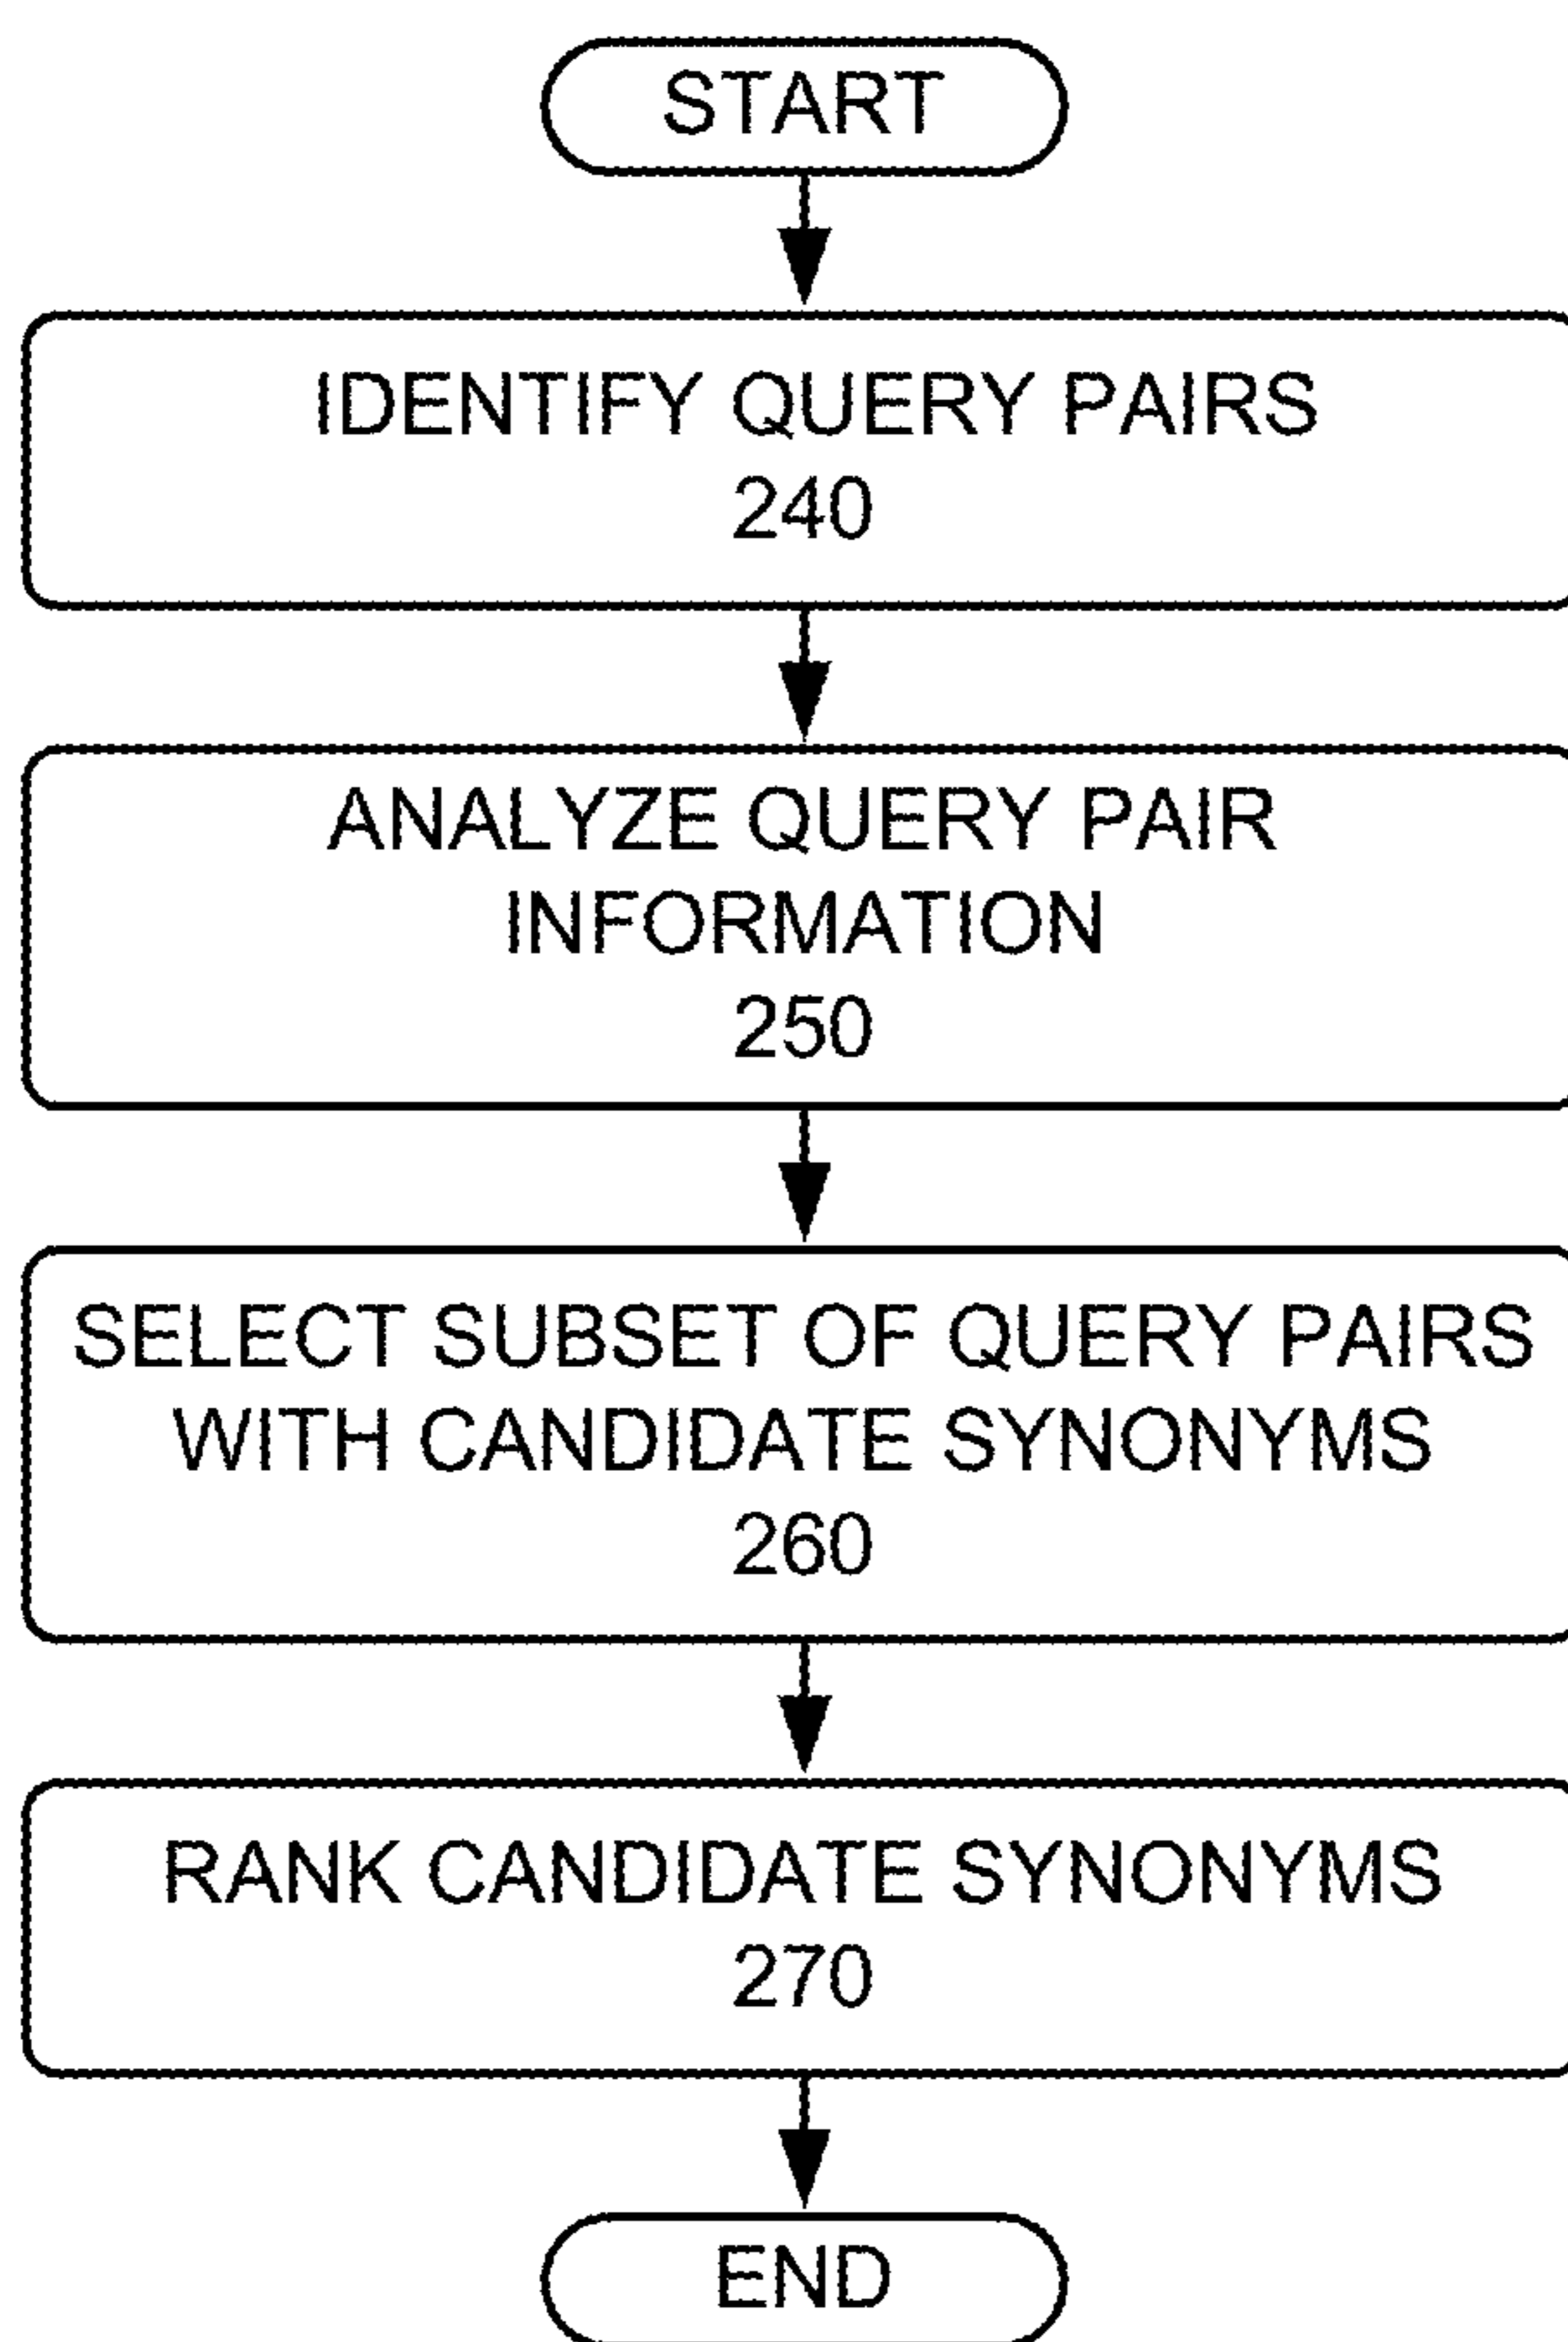 START
IDENTIFY QUERY PAIRS
240
ANALYZE QUERY PAIR
INFORMATION
250
SELECT SUBSET OF QUERY PAIRS
WITH CANDIDATE SYNONYMS
260
RANK CANDIDATE SYNONYMS
270
END